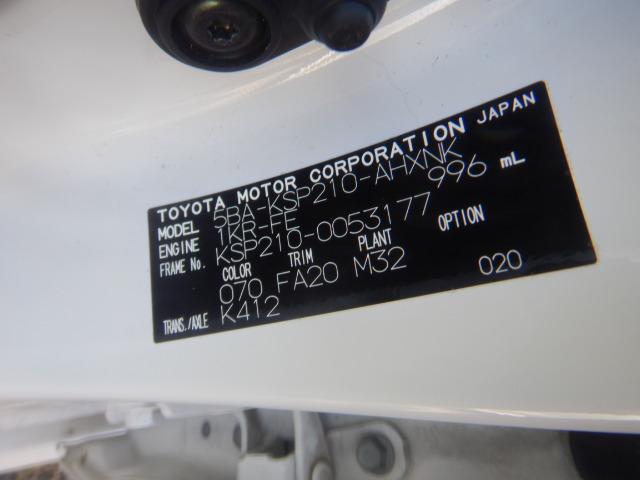 TOYOTA MOTOR CORPORATION JAPAN
MODEL 5BA-KSP210-AHXNK
ENGINE 1KR-FE 996 mL
FRAME No. KSP210-0053177
COLOR TRIM PLANT OPTION
070 FA20 M32 020
TRANS./AXLE K412